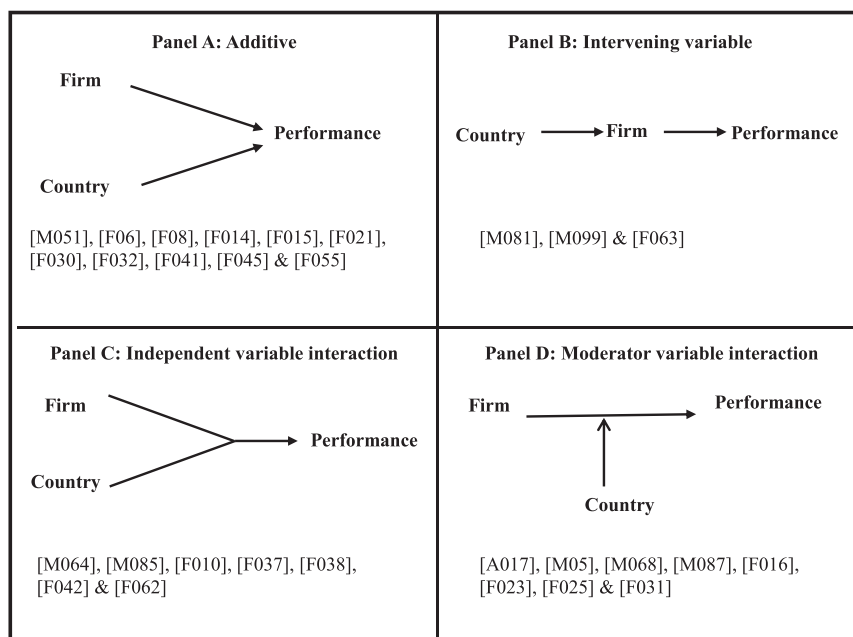 Panel A: Additive
Firm
Performance
Country
[M051], [F06], [F08], [F014], [F015], [F021],
[F030], [F032], [F041], [F045] & [F055]
Panel B: Intervening variable
Country
Firm
Performance
[M081], [M099] & [F063]
Panel C: Independent variable interaction
Firm
Performance
Country
[M064], [M085], [F010], [F037], [F038],
[F042] & [F062]
Panel D: Moderator variable interaction
Firm
Performance
Country
[A017], [M05], [M068], [M087], [F016],
[F023], [F025] & [F031]